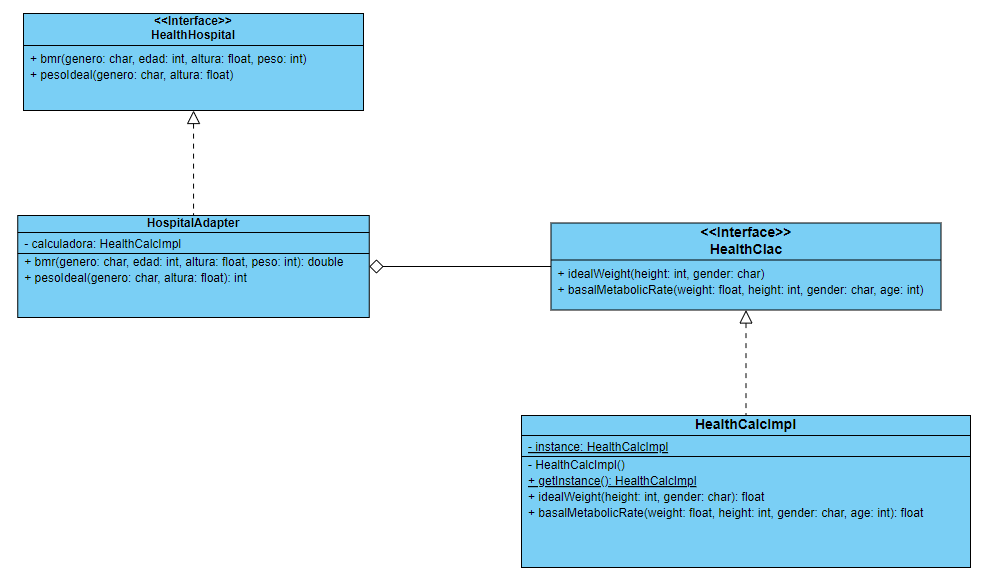 <<Interface>>
HealthHospital
+ bmr(genero: char, edad: int, altura: float, peso: int)
+ pesoIdeal(genero: char, altura: float)
HospitalAdapter
- calculadora: HealthCalcImpl
+ bmr(genero: char, edad: int, altura: float, peso: int): double
+ pesoIdeal(genero: char, altura: float): int
<<Interface>>
HealthClac
+ idealWeight(height: int, gender: char)
+ basalMetabolicRate(weight: float, height: int, gender: char, age: int)
HealthCalcImpl
- instance: HealthCalcImpl
- HealthCalcImpl()
+ getInstance(): HealthCalcImpl
+ idealWeight(height: int, gender: char): float
+ basalMetabolicRate(weight: float, height: int, gender: char, age: int): float